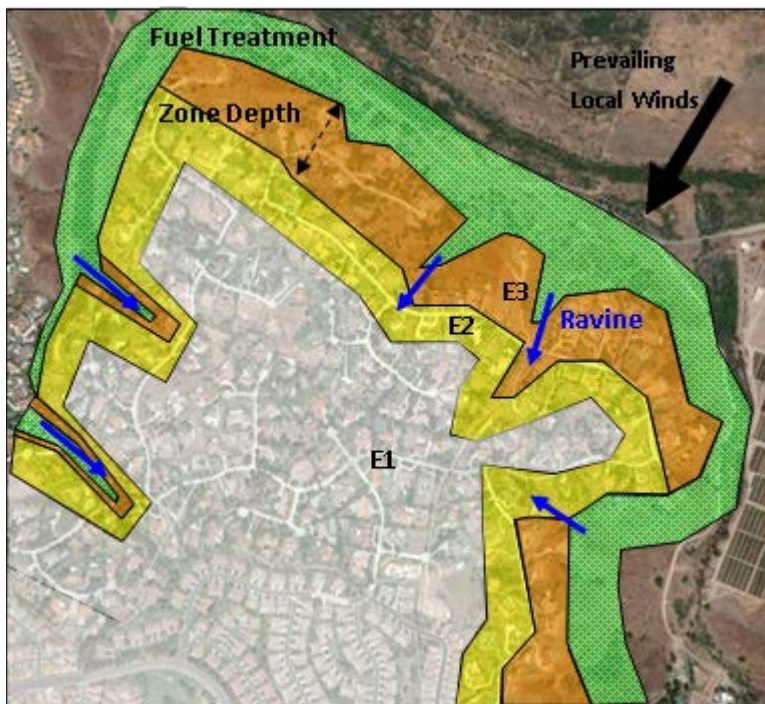 Fuel Treatment
Prevailing
Local Winds
Zone Depth
E3
Ravine
E2
E1